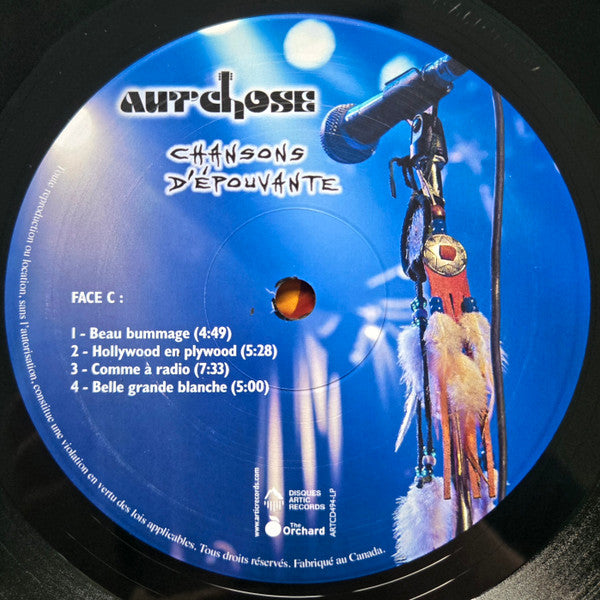 AUT'CHOSE
CHANSONS
D'ÉPOUVANTE
FACE C :
1 - Beau bummage (4:49)
2 - Hollywood en plywood (5:28)
3 - Comme à radio (7:33)
4 - Belle grande blanche (5:00)
www.articrecords.com
DISQUES
ARTIC
RECORDS
The
Orchard
ARTCD494-LP
Toute reproduction ou location, sans l'autorisation, constitue une violation en vertu des lois applicables. Tous droits réservés. Fabriqué au Canada.